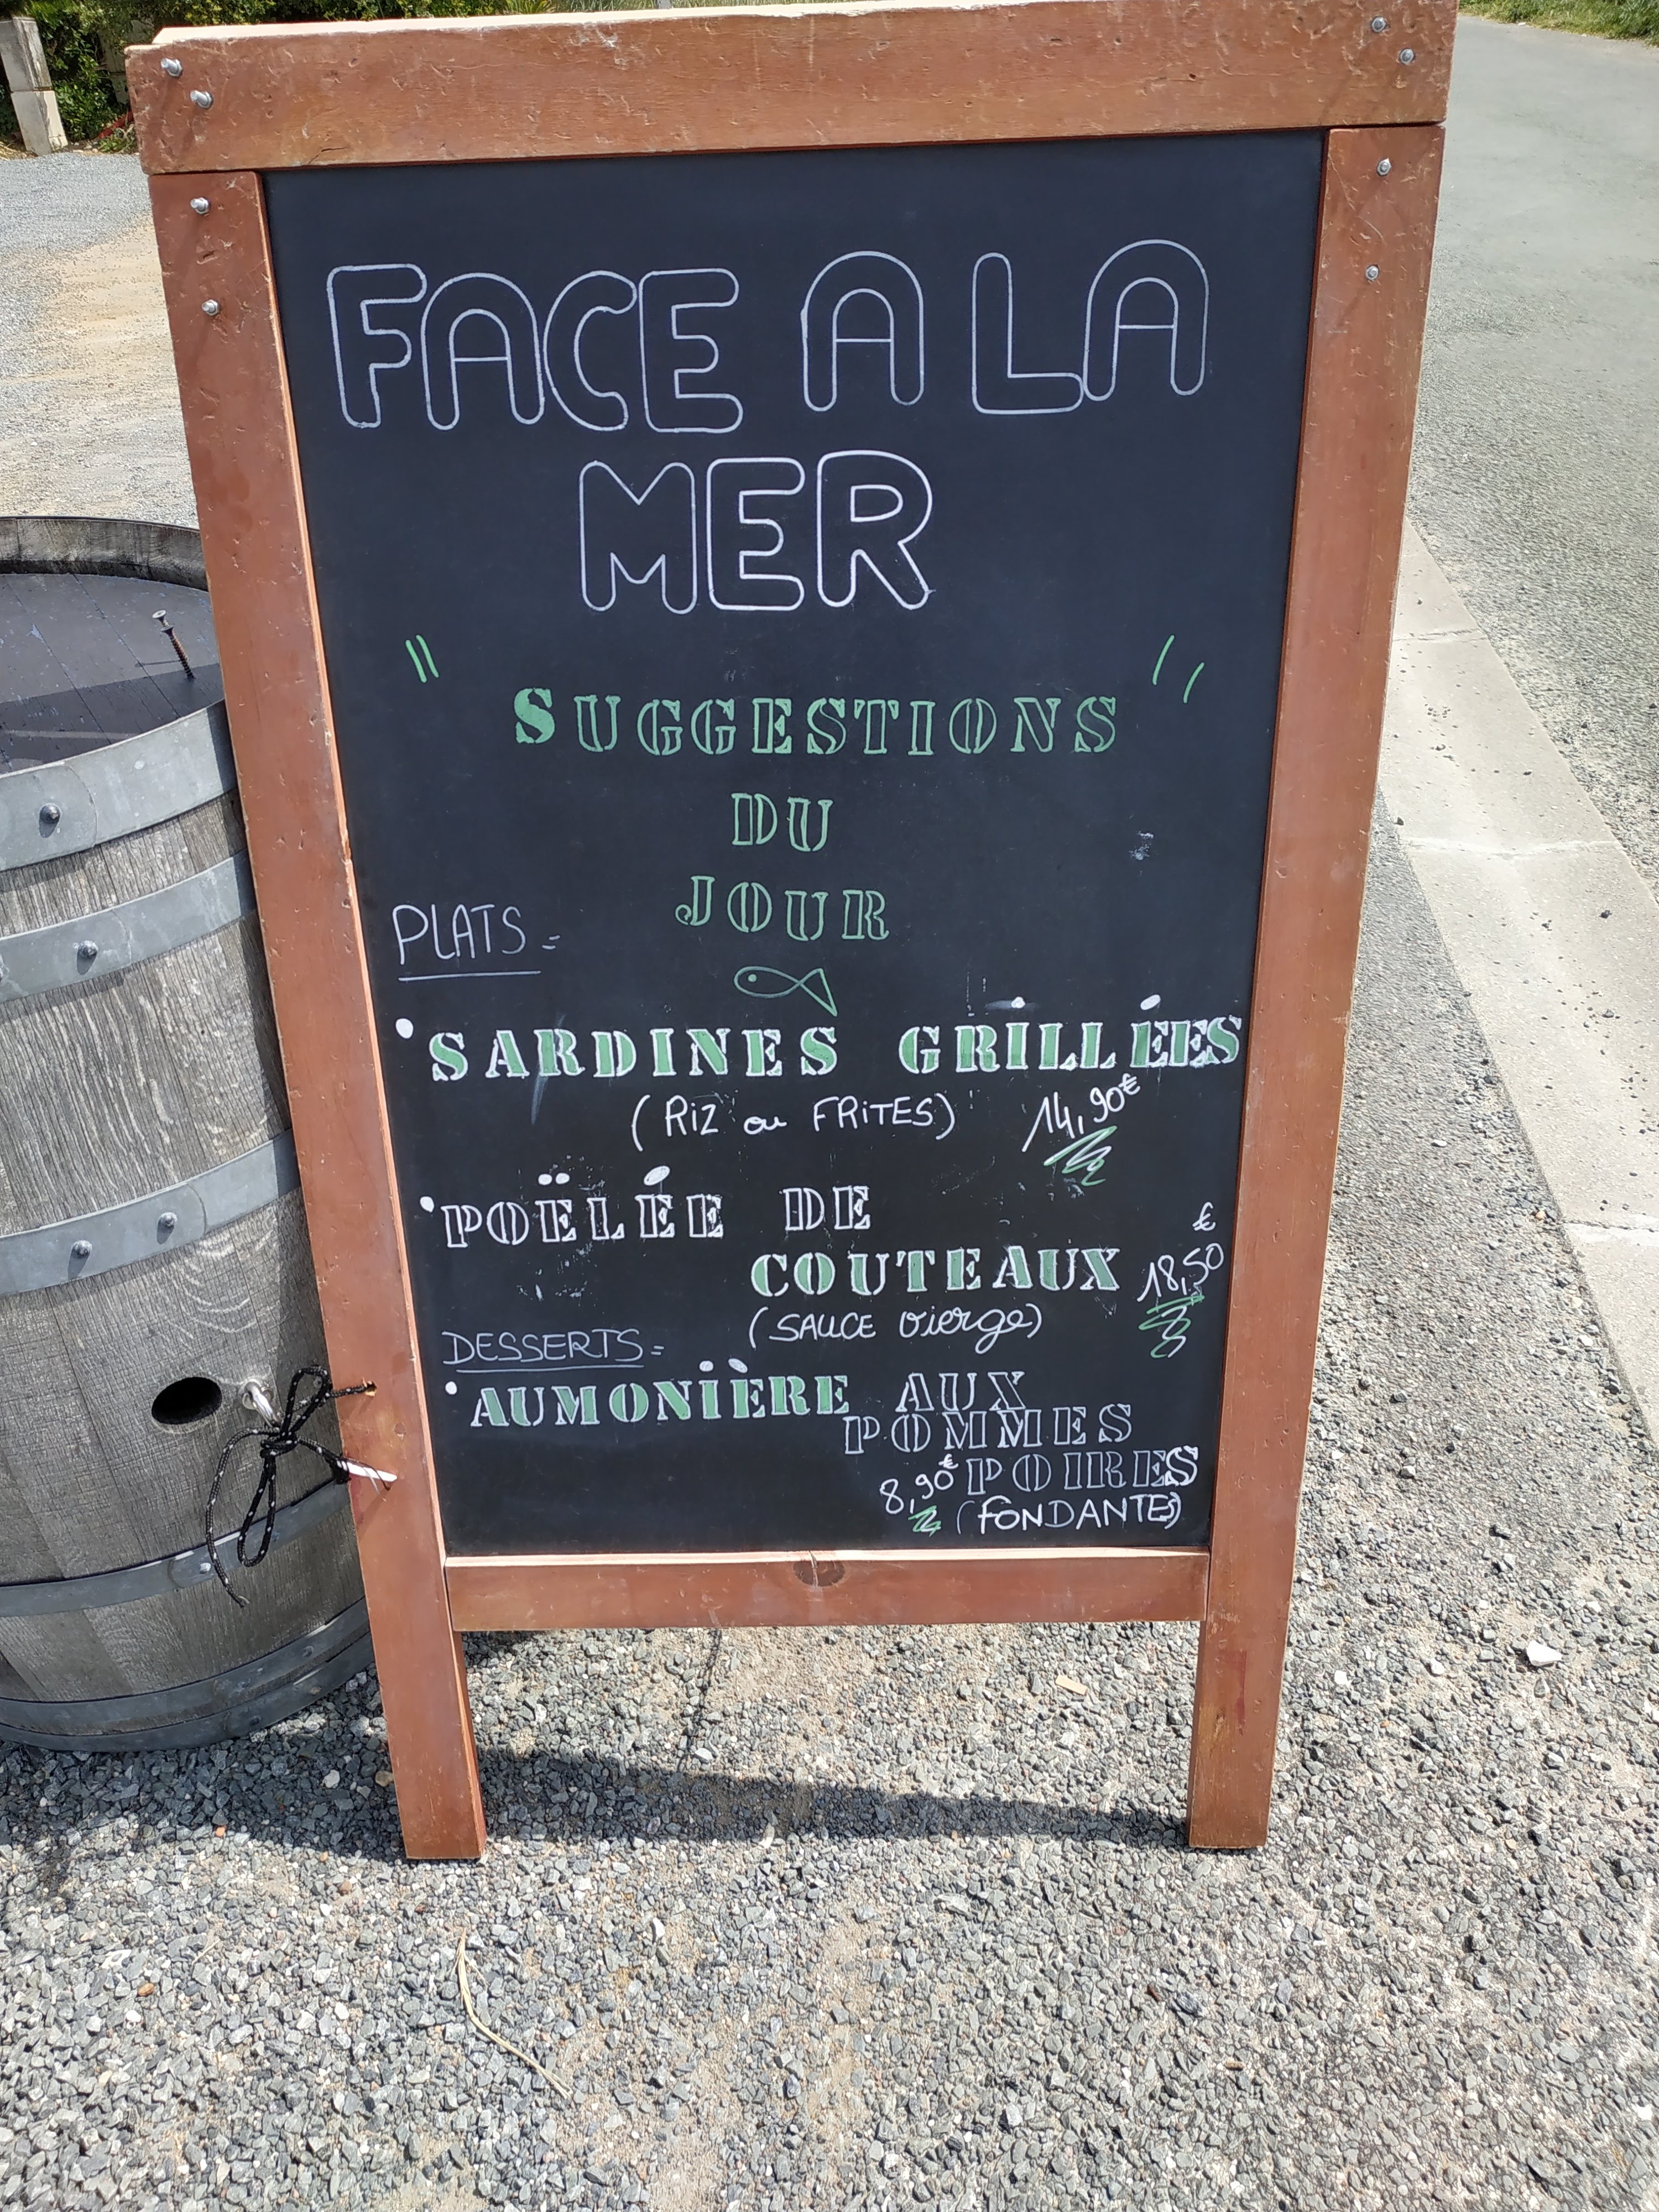 FACE A LA
MER
" SUGGESTIONS "
DU
JOUR
PLATS =
• SARDINES GRILLÉES
(RIZ ou FRITES) 14,90€
• POËLÉE DE
COUTEAUX 18,50 €
(SAUCE Vierge)
DESSERTS =
• AUMONIÈRE AUX
POMMES
8,90€ POIRES
(FONDANTES)